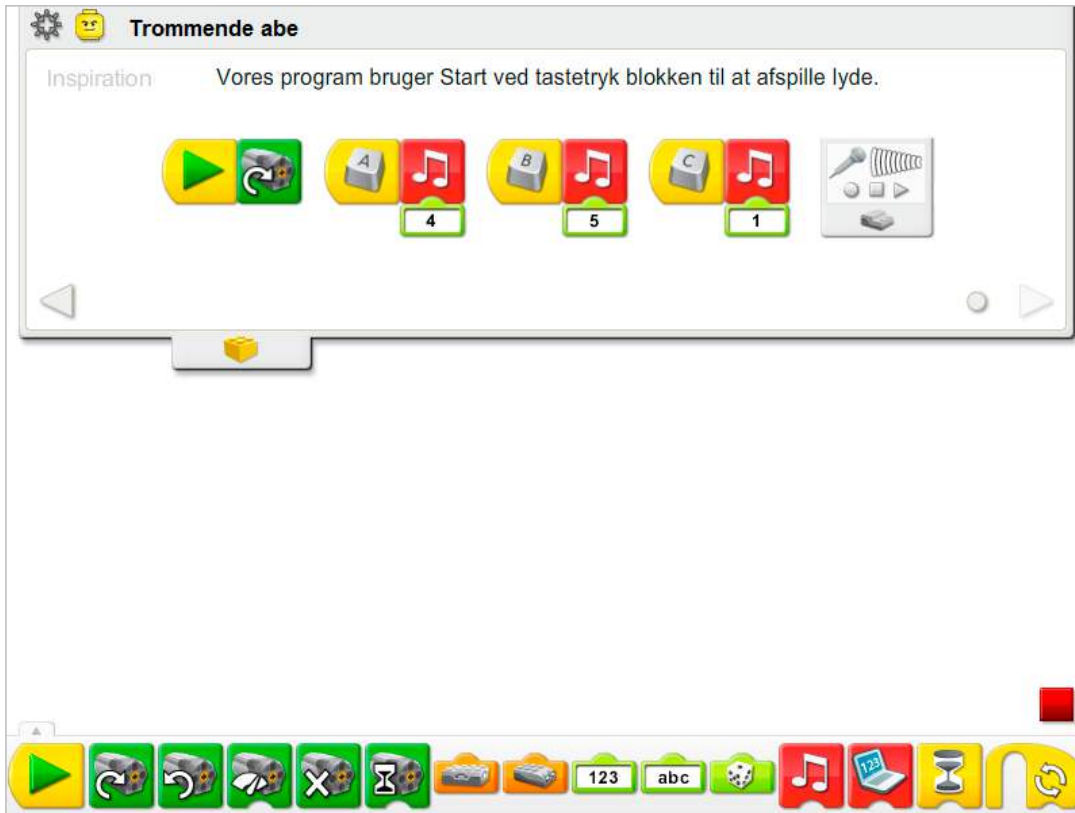 Trommende abe
Inspiration Vores program bruger Start ved tastetryk blokken til at afspille lyde.
A B C
4 5 1
123 abc 123